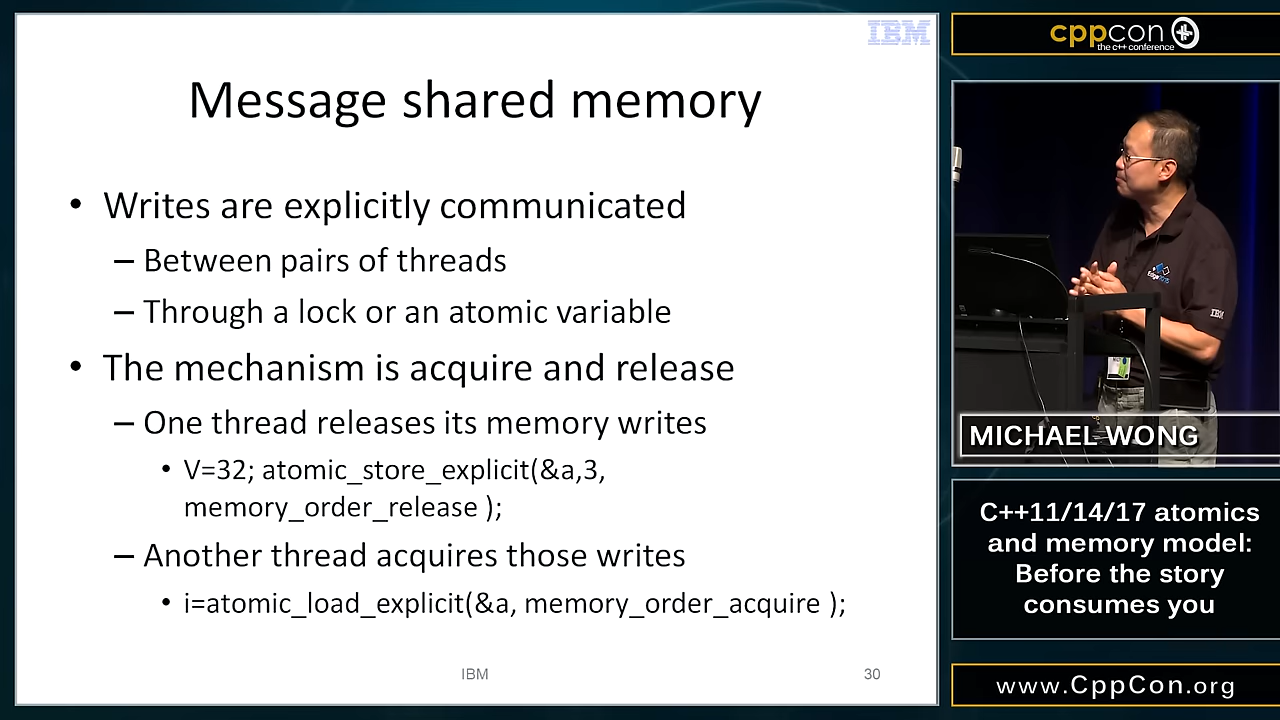 IBM
Message shared memory
• Writes are explicitly communicated
– Between pairs of threads
– Through a lock or an atomic variable
• The mechanism is acquire and release
– One thread releases its memory writes
• V=32; atomic_store_explicit(&a,3,
memory_order_release );
– Another thread acquires those writes
• i=atomic_load_explicit(&a, memory_order_acquire );
IBM
30
cppcon
the c++ conference
IBM
MICHAEL WONG
C++11/14/17 atomics
and memory model:
Before the story
consumes you
www.CppCon.org